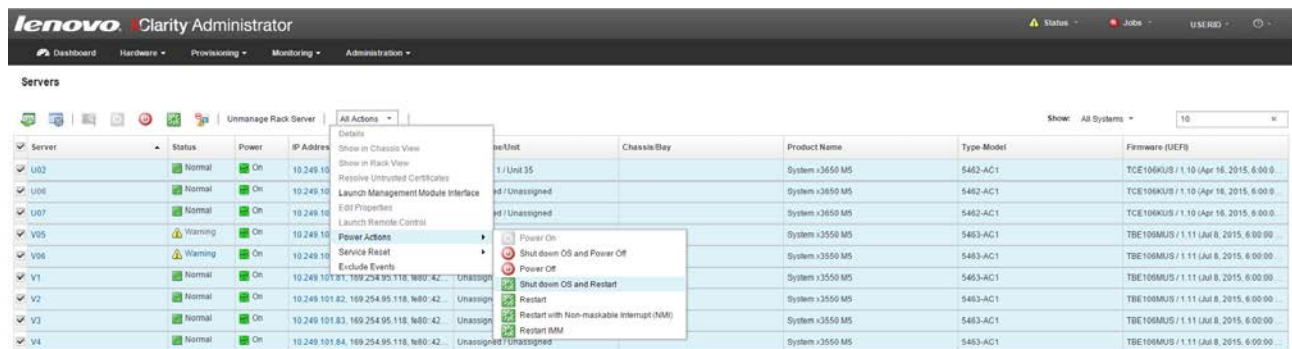 lenovo. XClarity Administrator
Status
Jobs
USERID
Dashboard Hardware Provisioning Monitoring Administration
Servers
Unmanage Rack Server All Actions Show: All Systems 10.
Server Status Power IP Addres me/Unit Chassis/Bay Product Name Type-Model Firmware (UEFI)
Details
Show in Chassis View
Show in Rack View
Resolve Untrusted Certificates
Launch Management Module Interface
Edit Properties
Launch Remote Control
Power Actions
Service Reset
Exclude Events
Power On
Shut down OS and Power Off
Power Off
Shut down OS and Restart
Restart
Restart with Non-maskable Interrupt (NMI)
Restart IMM
U02 Normal On 10.249.10 1 / Unit 35 System x3650 M5 5462-AC1 TCE106KUS / 1.10 (Apr 16, 2015, 6:00:0...
U06 Normal On 10.249.10 ed / Unassigned System x3650 M5 5462-AC1 TCE106KUS / 1.10 (Apr 16, 2015, 6:00:0...
U07 Normal On 10.249.10 ed / Unassigned System x3650 M5 5462-AC1 TCE106KUS / 1.10 (Apr 16, 2015, 6:00:0...
V05 Warning On 10.249.10 System x3550 M5 5463-AC1 TBE106MUS / 1.11 (Jul 8, 2015, 6:00:00 ...
V06 Warning On 10.249.10 System x3550 M5 5463-AC1 TBE106MUS / 1.11 (Jul 8, 2015, 6:00:00 ...
V1 Normal On 10.249.101.81, 169.254.95.118, fe80::42... Unassign System x3550 M5 5463-AC1 TBE106MUS / 1.11 (Jul 8, 2015, 6:00:00 ...
V2 Normal On 10.249.101.82, 169.254.95.118, fe80::42... Unassign System x3550 M5 5463-AC1 TBE106MUS / 1.11 (Jul 8, 2015, 6:00:00 ...
V3 Normal On 10.249.101.83, 169.254.95.118, fe80::42... Unassign System x3550 M5 5463-AC1 TBE106MUS / 1.11 (Jul 8, 2015, 6:00:00 ...
V4 Normal On 10.249.101.84, 169.254.95.118, fe80::42... Unassigned / Unassigned System x3550 M5 5463-AC1 TBE106MUS / 1.11 (Jul 8, 2015, 6:00:00 ...